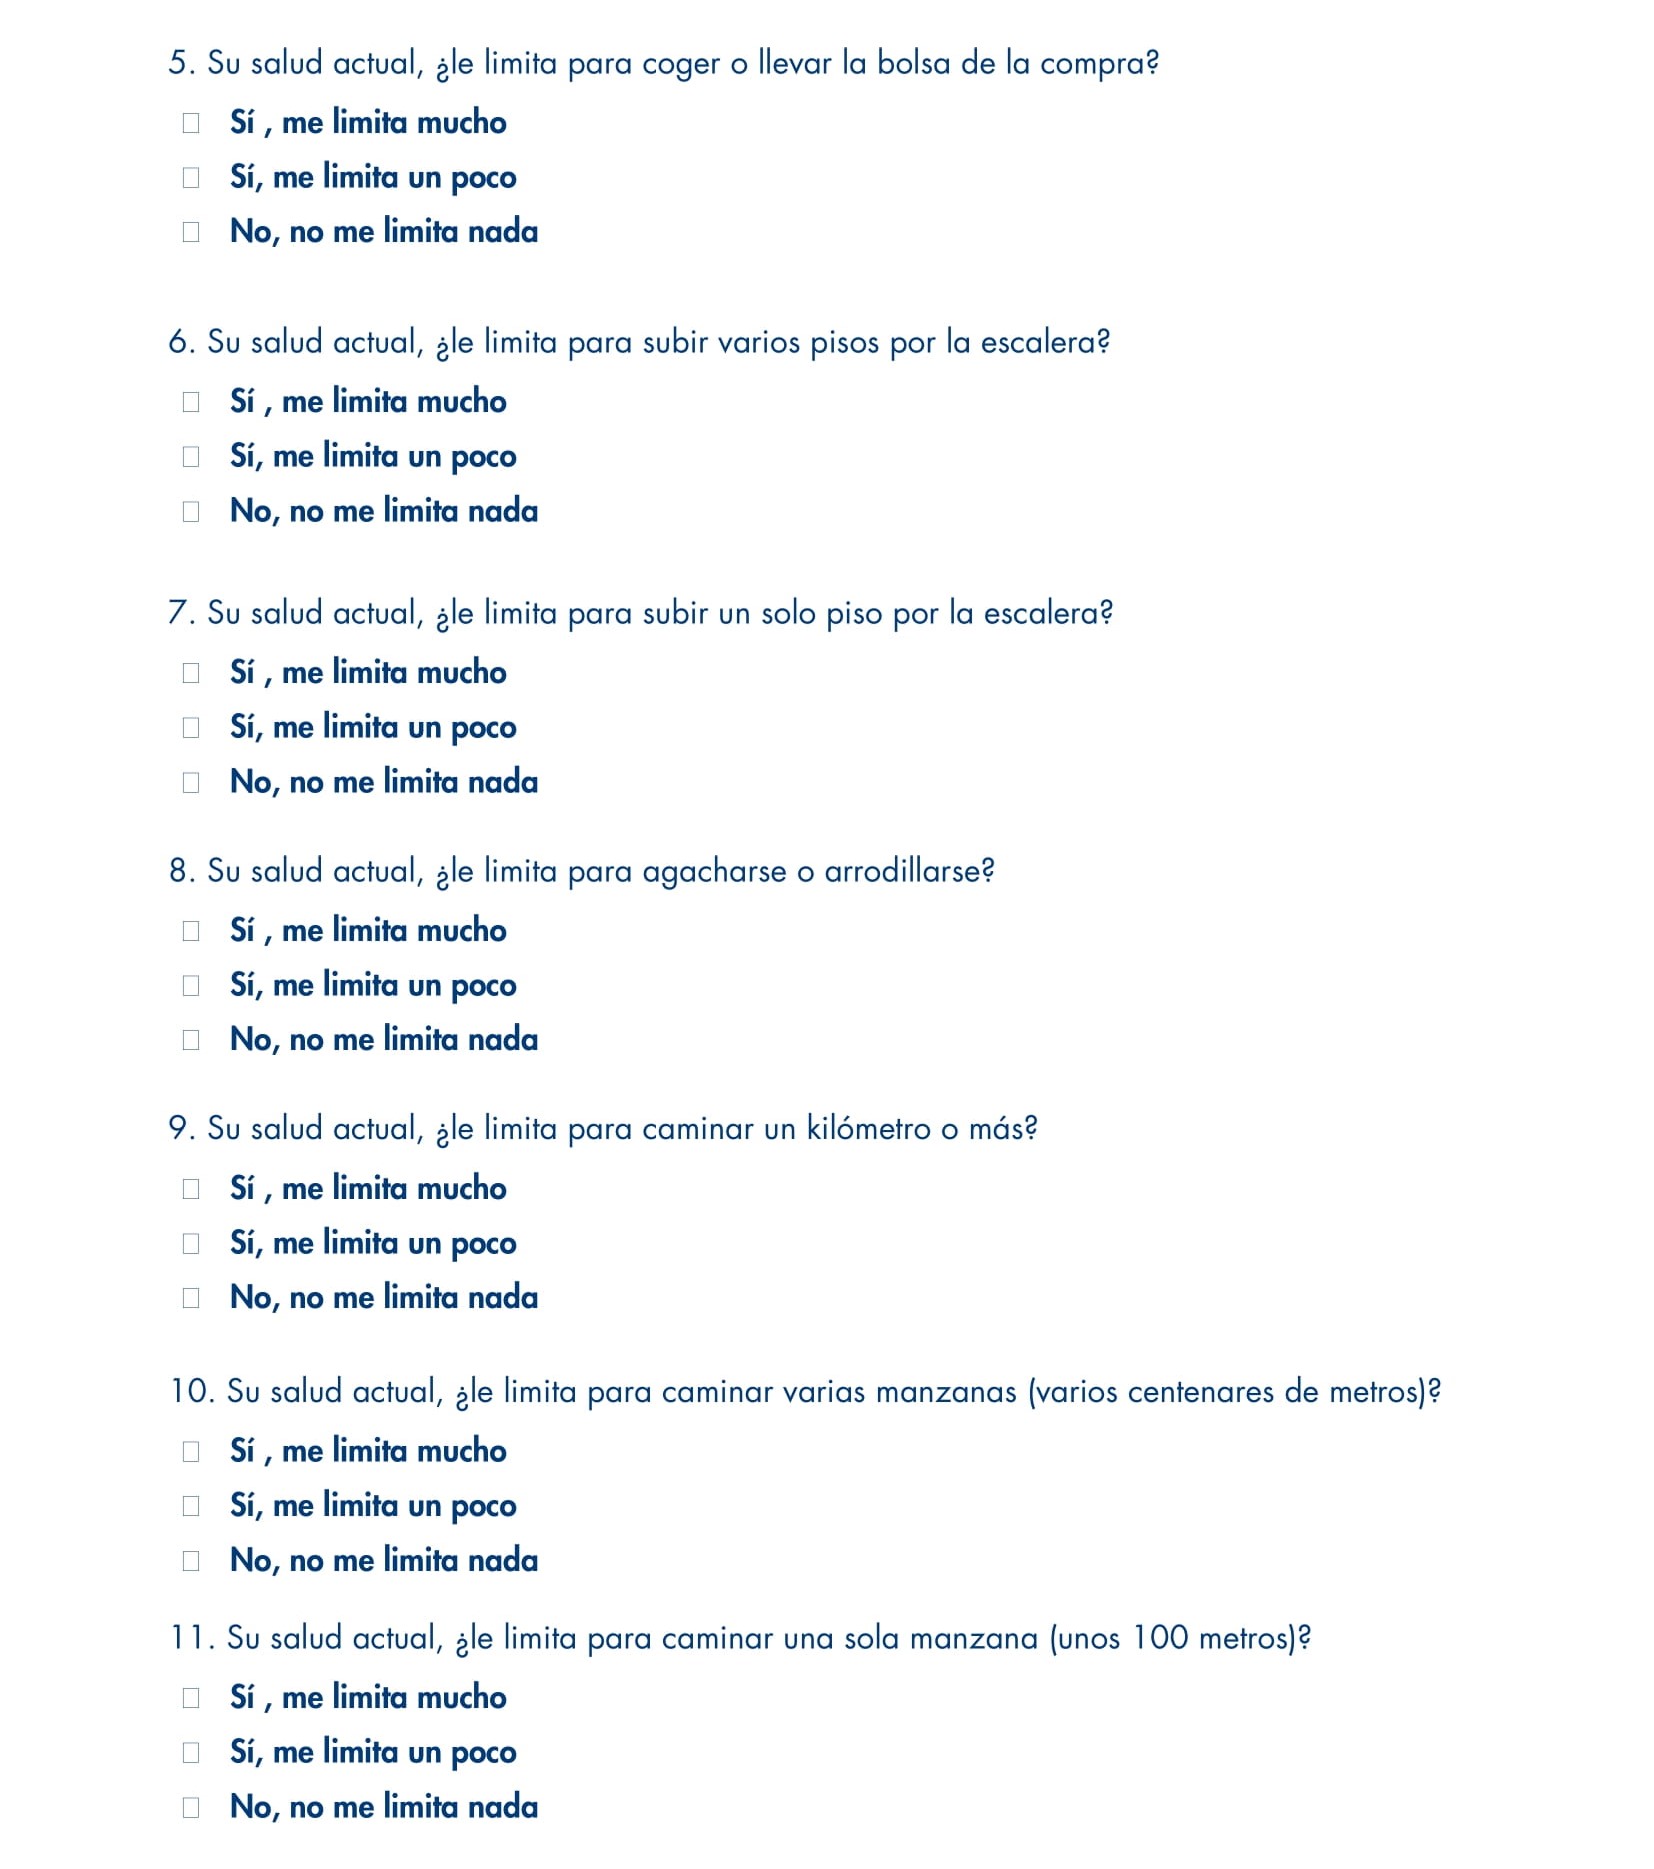 5. Su salud actual, ¿le limita para coger o llevar la bolsa de la compra?
Sí , me limita mucho
Sí, me limita un poco
No, no me limita nada
6. Su salud actual, ¿le limita para subir varios pisos por la escalera?
Sí , me limita mucho
Sí, me limita un poco
No, no me limita nada
7. Su salud actual, ¿le limita para subir un solo piso por la escalera?
Sí , me limita mucho
Sí, me limita un poco
No, no me limita nada
8. Su salud actual, ¿le limita para agacharse o arrodillarse?
Sí , me limita mucho
Sí, me limita un poco
No, no me limita nada
9. Su salud actual, ¿le limita para caminar un kilómetro o más?
Sí , me limita mucho
Sí, me limita un poco
No, no me limita nada
10. Su salud actual, ¿le limita para caminar varias manzanas (varios centenares de metros)?
Sí , me limita mucho
Sí, me limita un poco
No, no me limita nada
11. Su salud actual, ¿le limita para caminar una sola manzana (unos 100 metros)?
Sí , me limita mucho
Sí, me limita un poco
No, no me limita nada